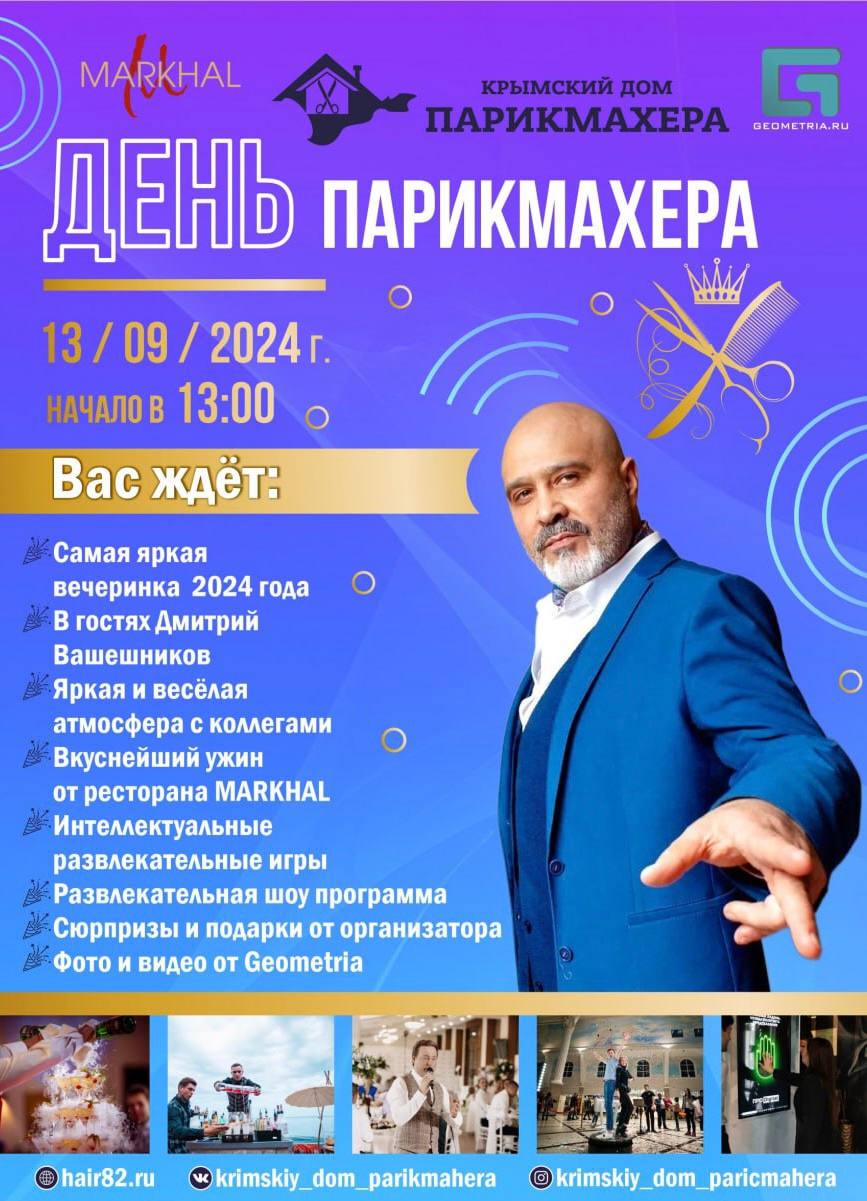 MARKHAL
КРЫМСКИЙ ДОМ
ПАРИКМАХЕРА
GEOMETRIA.RU
ДЕНЬ ПАРИКМАХЕРА
13 / 09 / 2024 г.
НАЧАЛО В 13:00
Вас ждёт:
Самая яркая
вечеринка 2024 года
В гостях Дмитрий
Вашешников
Яркая и весёлая
атмосфера с коллегами
Вкуснейший ужин
от ресторана MARKHAL
Интеллектуальные
развлекательные игры
Развлекательная шоу программа
Сюрпризы и подарки от организатора
Фото и видео от Geometria
hair82.ru
krimskiy_dom_parikmahera
krimskiy_dom_paricmahera